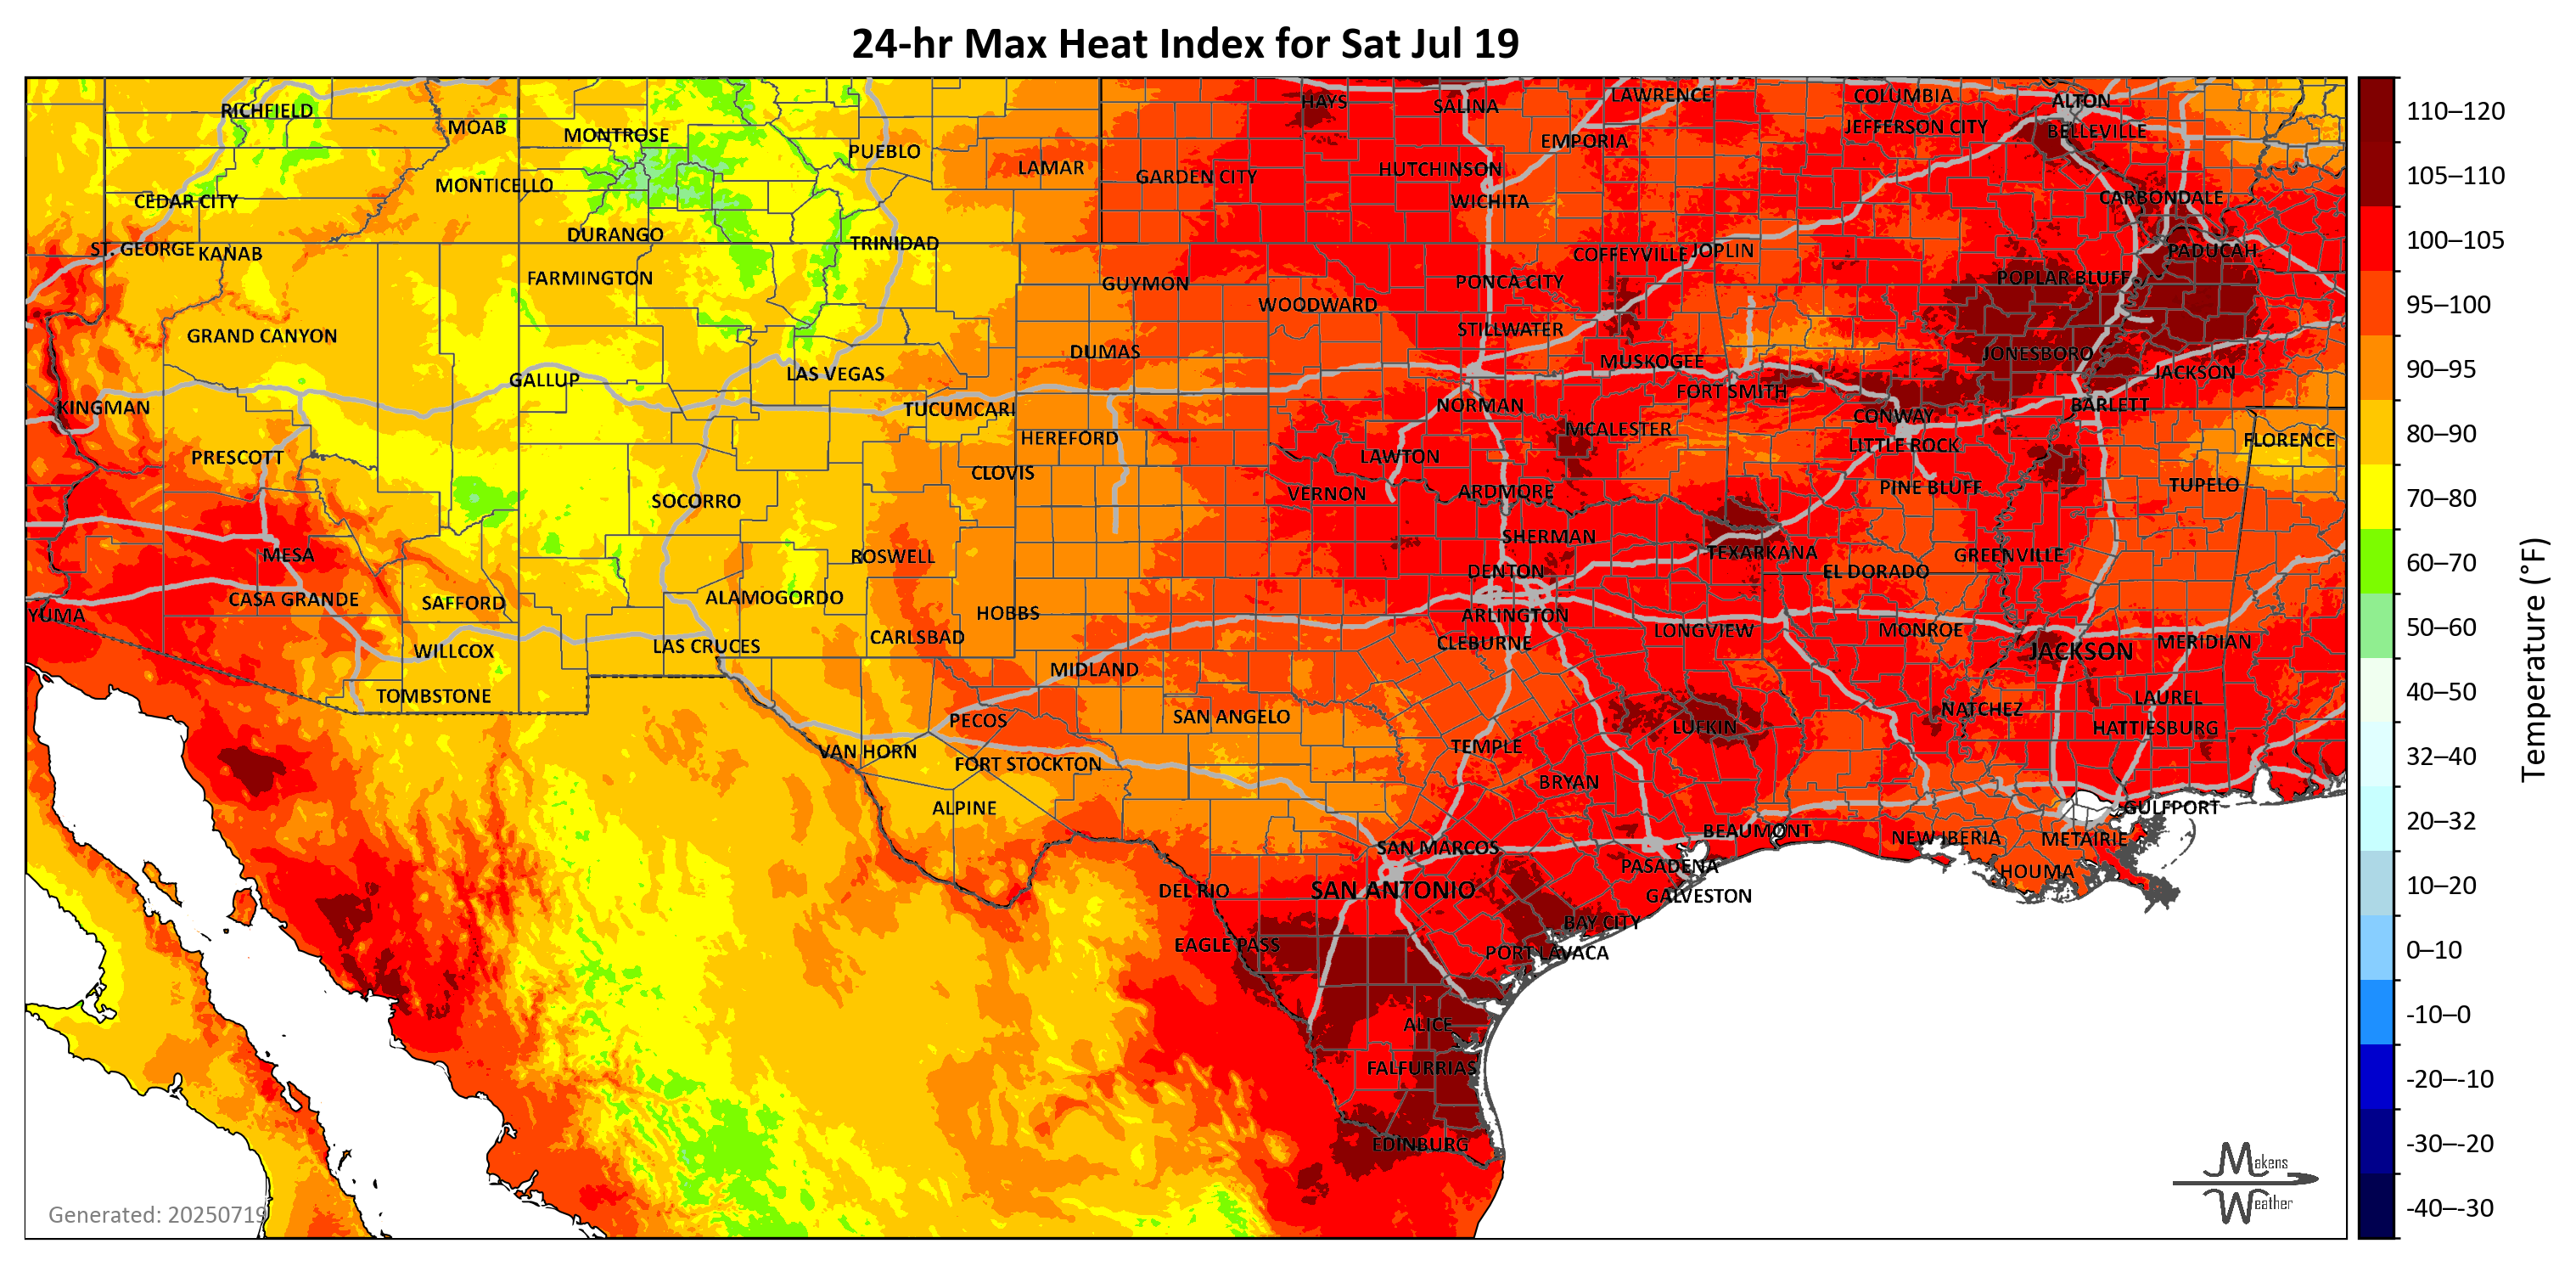 24-hr Max Heat Index for Sat Jul 19
RICHFIELD
MOAB
MONTROSE
PUEBLO
LAMAR
HAYS
SALINA
LAWRENCE
COLUMBIA
ALTON
EMPORIA
JEFFERSON CITY
BELLEVILLE
CEDAR CITY
MONTICELLO
GARDEN CITY
HUTCHINSON
WICHITA
CARBONDALE
ST. GEORGE
KANAB
DURANGO
TRINIDAD
COFFEYVILLE
JOPLIN
PADUCAH
FARMINGTON
GUYMON
WOODWARD
PONCA CITY
POPLAR BLUFF
GRAND CANYON
DUMAS
STILLWATER
MUSKOGEE
JONESBORO
JACKSON
GALLUP
LAS VEGAS
FORT SMITH
KINGMAN
TUCUMCARI
NORMAN
CONWAY
BARLETT
PRESCOTT
HEREFORD
MCALESTER
LITTLE ROCK
FLORENCE
CLOVIS
LAWTON
SOCORRO
VERNON
ARDMORE
PINE BLUFF
TUPELO
MESA
ROSWELL
SHERMAN
TEXARKANA
GREENVILLE
DENTON
EL DORADO
YUMA
CASA GRANDE
SAFFORD
ALAMOGORDO
HOBBS
ARLINGTON
WILLCOX
LAS CRUCES
CARLSBAD
CLEBURNE
LONGVIEW
MONROE
JACKSON
MERIDIAN
TOMBSTONE
MIDLAND
LAUREL
PECOS
SAN ANGELO
LUFKIN
NATCHEZ
HATTIESBURG
VAN HORN
FORT STOCKTON
TEMPLE
BRYAN
ALPINE
GULFPORT
SAN MARCOS
BEAUMONT
NEW IBERIA
METAIRIE
DEL RIO
SAN ANTONIO
PASADENA
HOUMA
GALVESTON
EAGLE PASS
BAY CITY
PORT LAVACA
ALICE
FALFURRIAS
EDINBURG
Generated: 20250719
Makens
Weather
110–120
105–110
100–105
95–100
90–95
80–90
70–80
60–70
50–60
40–50
32–40
20–32
10–20
0–10
-10–0
-20–-10
-30–-20
-40–-30
Temperature (°F)